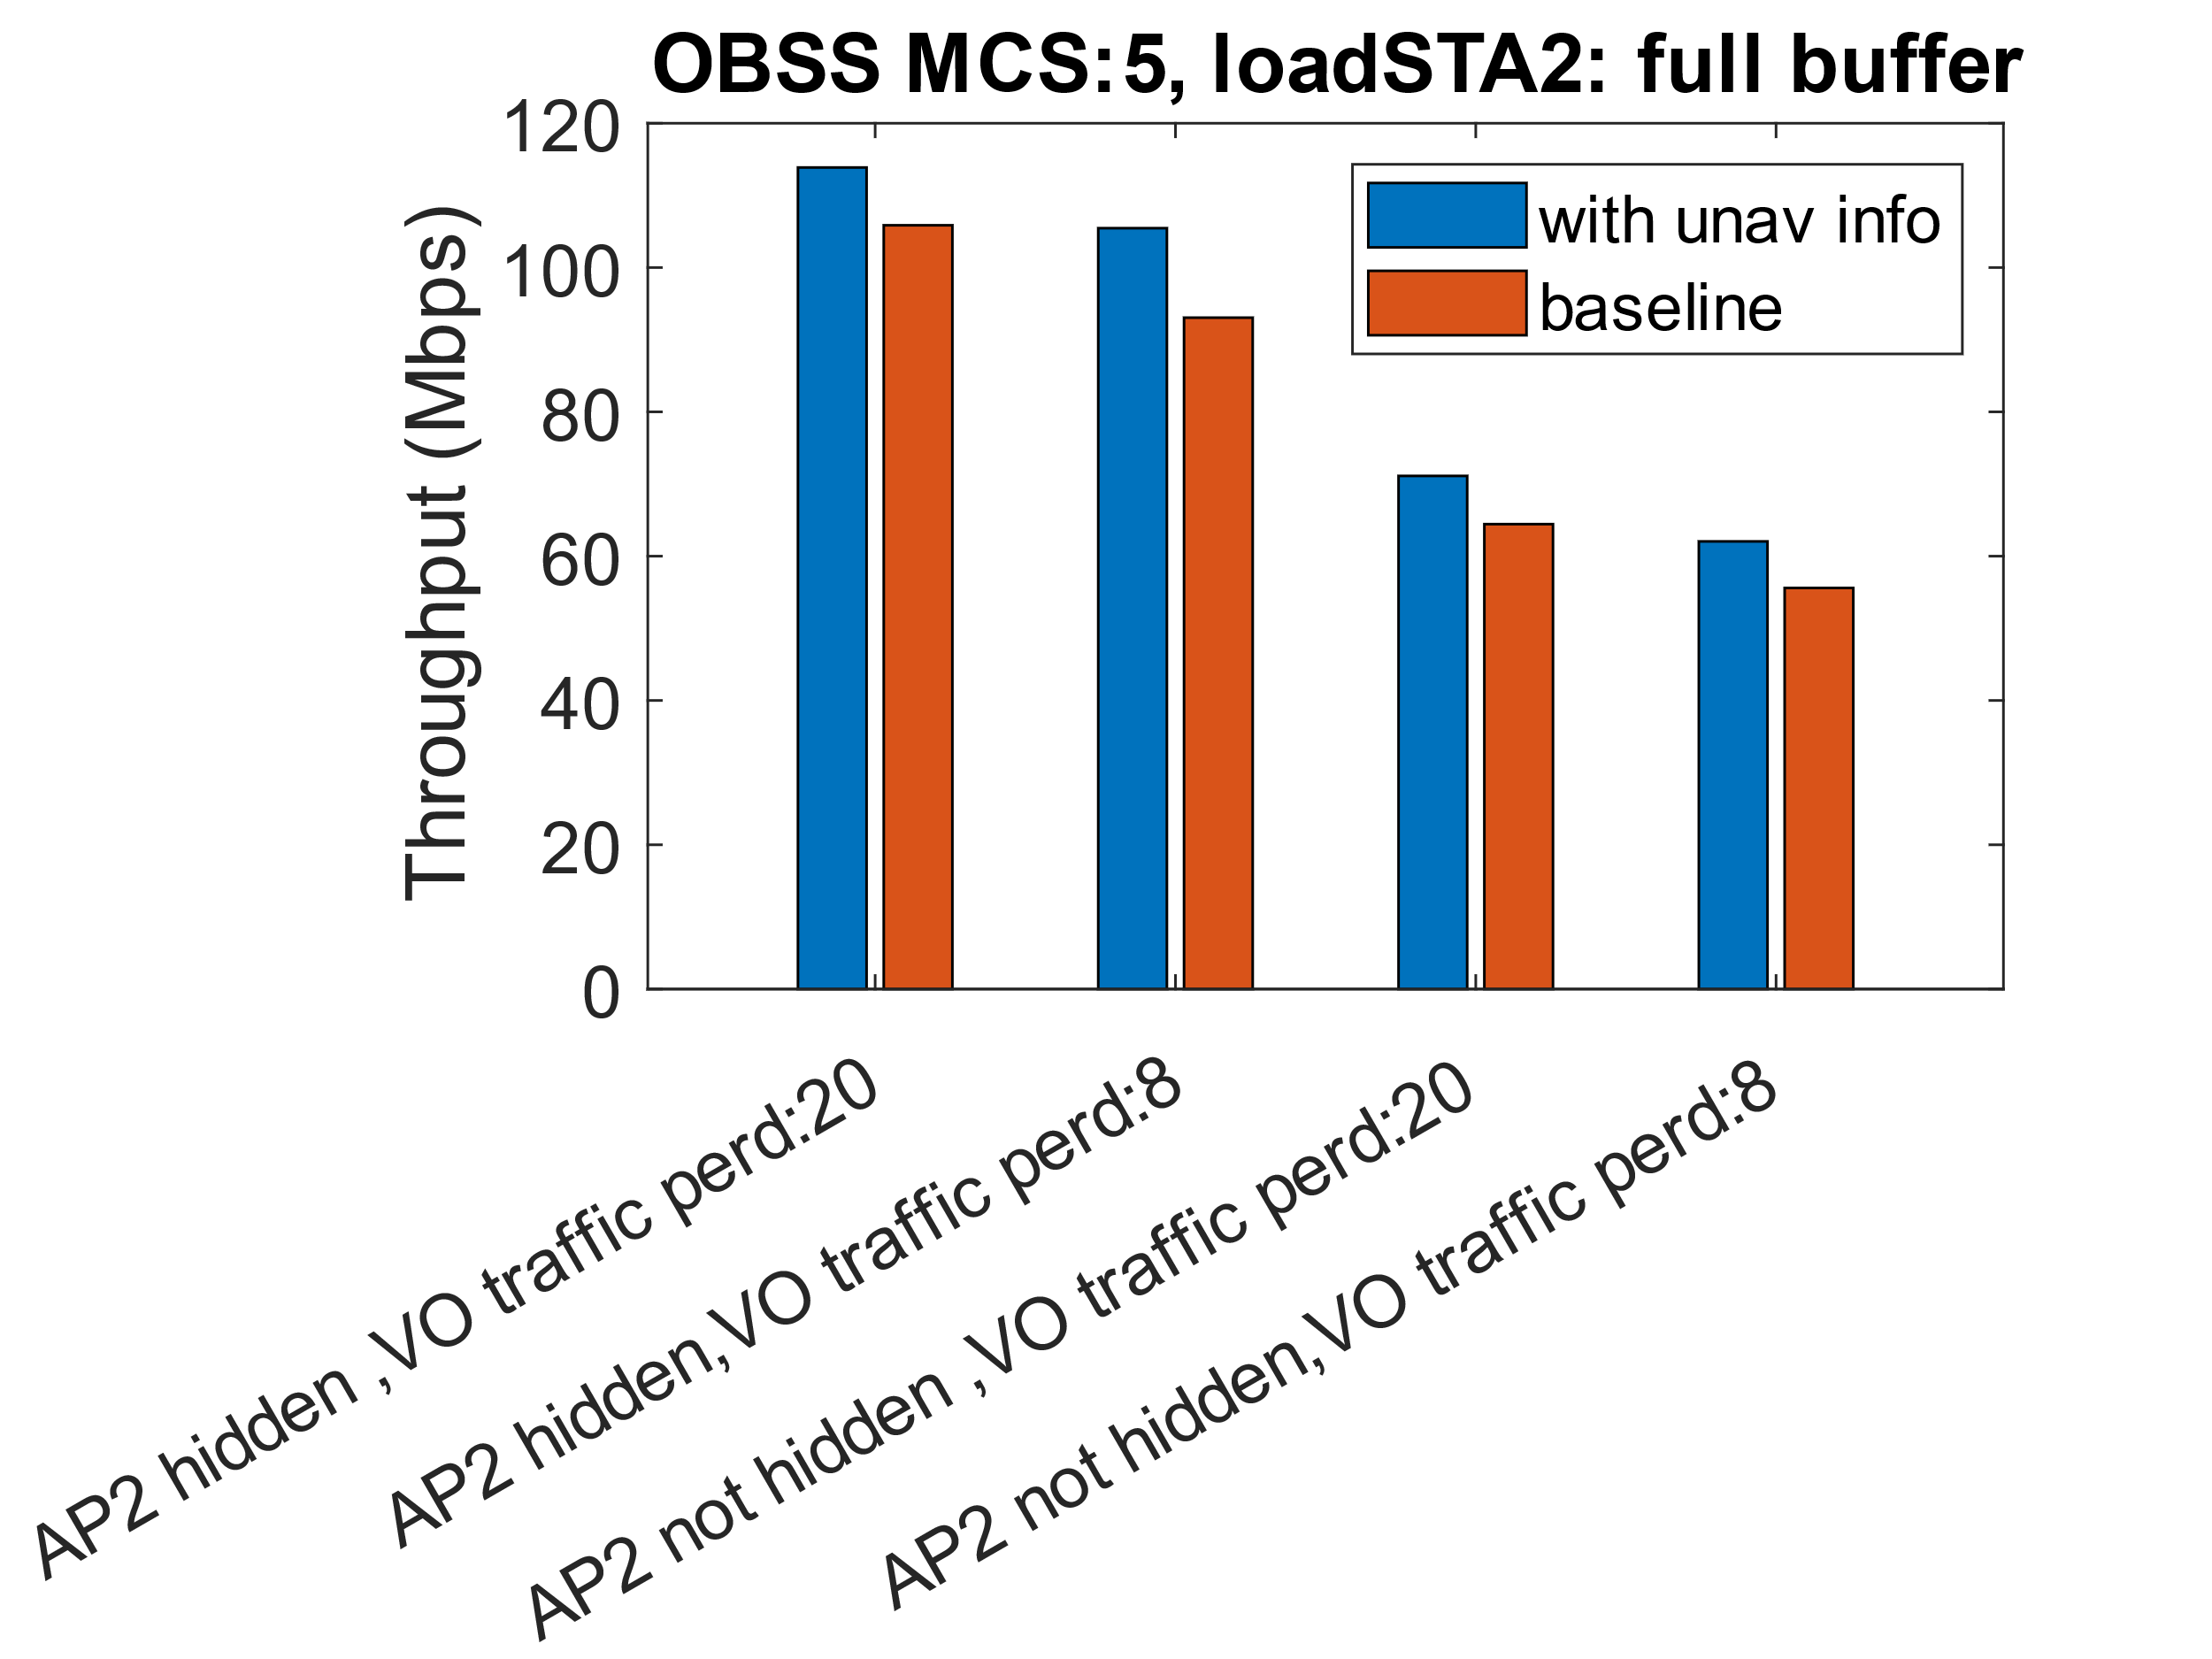 OBSS MCS:5, loadSTA2: full buffer
Throughput (Mbps)
120
100
80
60
40
20
0
with unav info
baseline
AP2 hidden ,VO traffic perd:20
AP2 hidden,VO traffic perd:8
AP2 not hidden ,VO traffic perd:20
AP2 not hidden,VO traffic perd:8